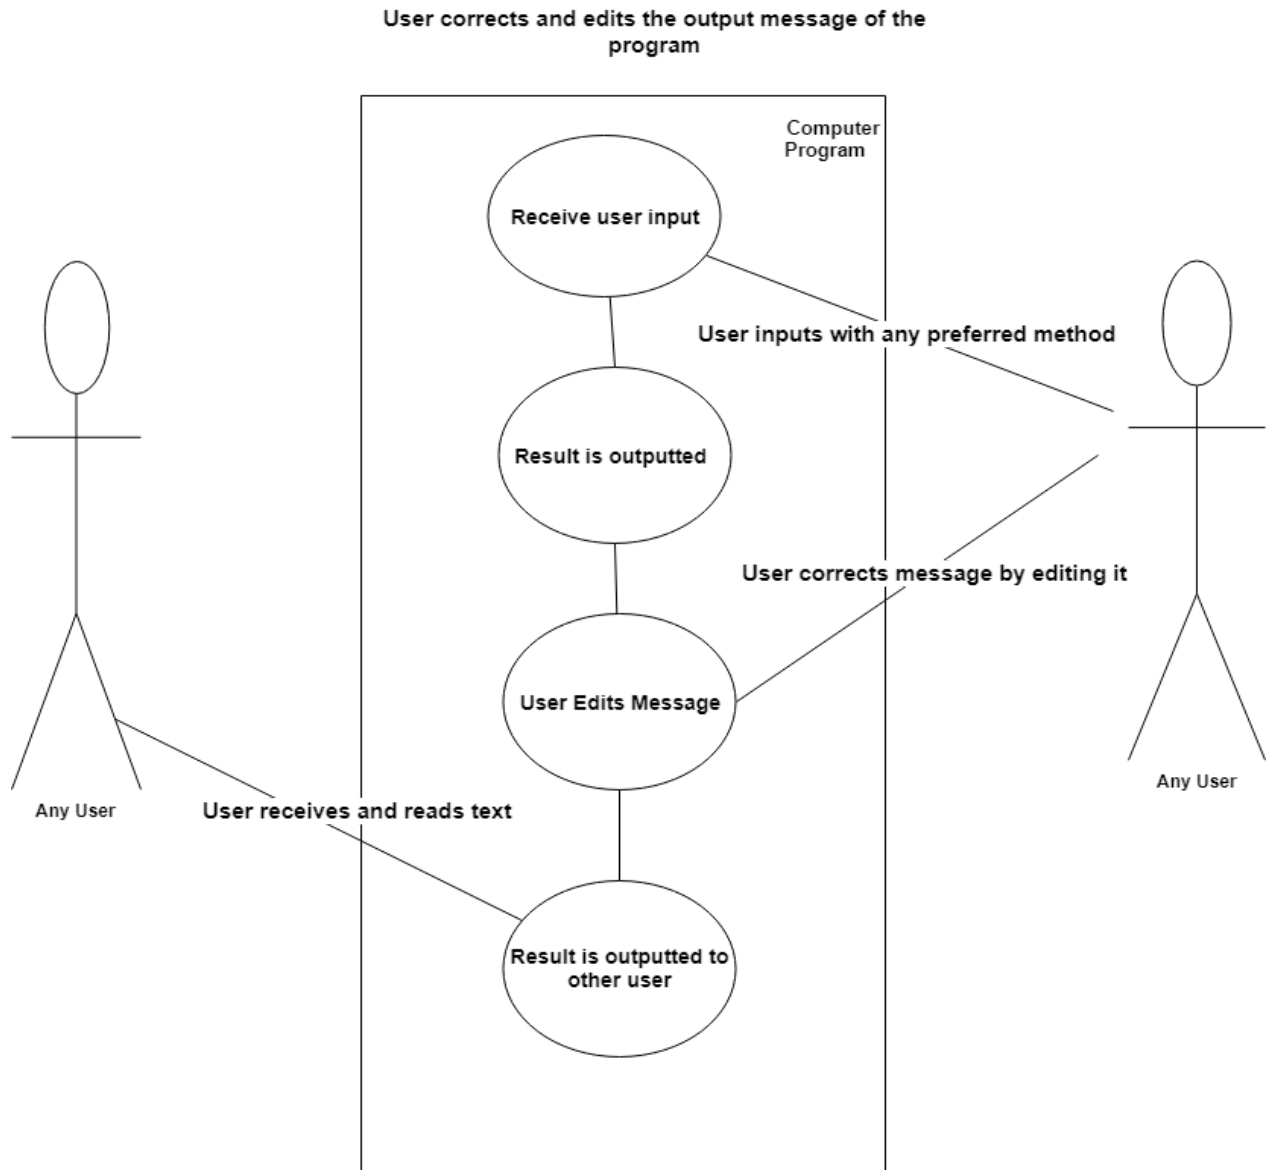 User corrects and edits the output message of the
program
Computer
Program
Receive user input
User inputs with any preferred method
Result is outputted
User corrects message by editing it
User Edits Message
Any User
Any User
User receives and reads text
Result is outputted to
other user